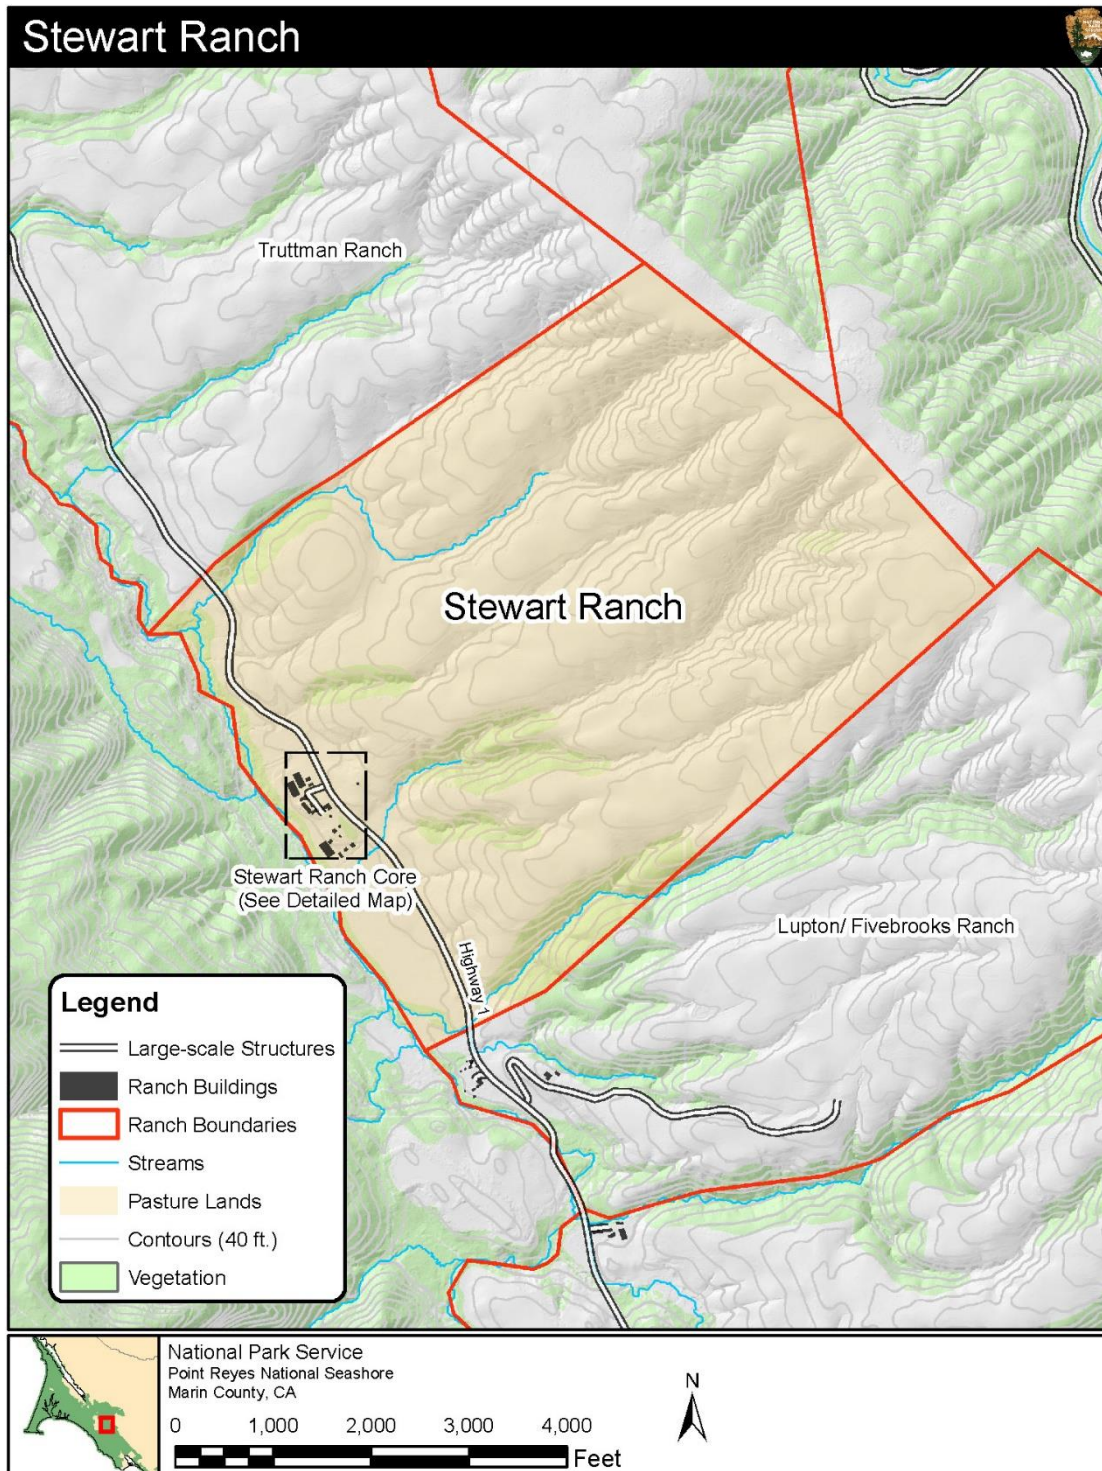 Stewart Ranch
Truttman Ranch
Stewart Ranch
Stewart Ranch Core
(See Detailed Map)
Lupton/ Fivebrooks Ranch
Highway 1
Legend
Large-scale Structures
Ranch Buildings
Ranch Boundaries
Streams
Pasture Lands
Contours (40 ft.)
Vegetation
National Park Service
Point Reyes National Seashore
Marin County, CA
N
0 1,000 2,000 3,000 4,000
Feet